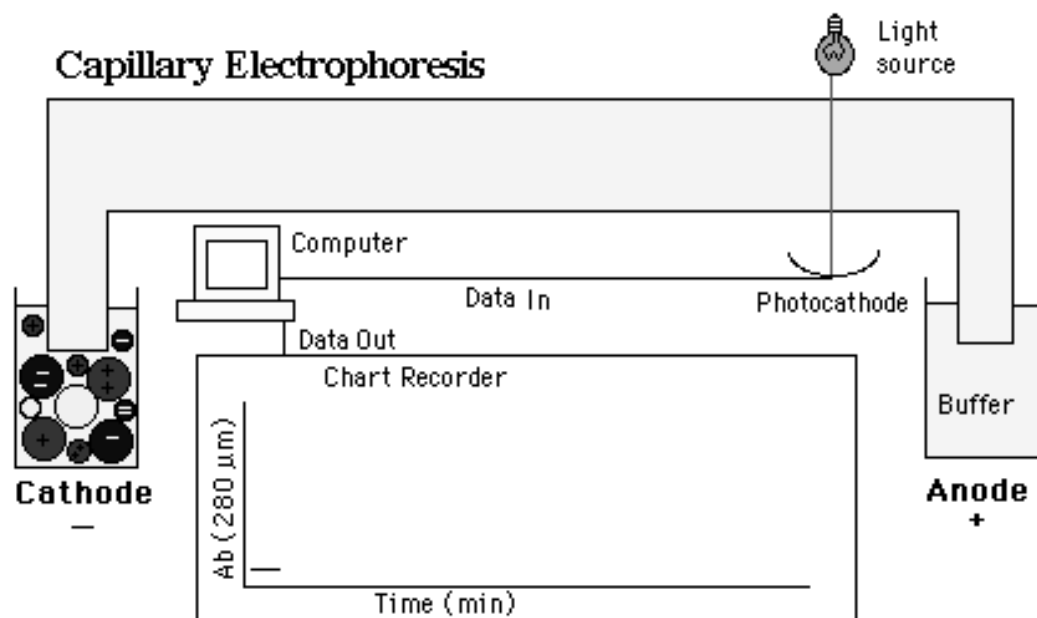 Capillary Electrophoresis
Light
source
Computer
Data In
Photocathode
Data Out
Chart Recorder
Buffer
Cathode
—
Anode
+
Ab (280 µm)
Time (min)